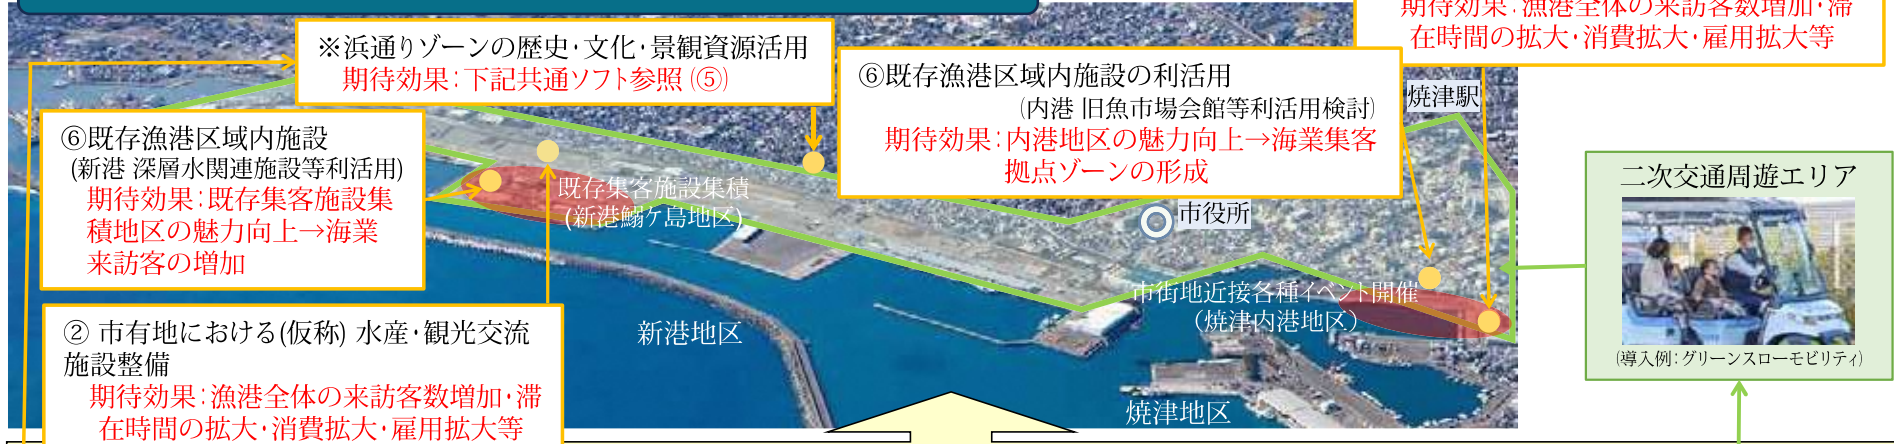 期待効果：漁港全体の来訪客数増加・滞
在時間の拡大・消費拡大・雇用拡大等
※浜通りゾーンの歴史・文化・景観資源活用
期待効果：下記共通ソフト参照（⑤）
⑥既存漁港区域内施設の利活用
（内港 旧魚市場会館等利活用検討）
期待効果：内港地区の魅力向上→海業集客
拠点ゾーンの形成
焼津駅
⑥既存漁港区域内施設
（新港 深層水関連施設等利活用）
期待効果：既存集客施設集
積地区の魅力向上→海業
来訪客の増加
既存集客施設集積
（新港鰯ケ島地区）
市役所
二次交通周遊エリア
（導入例：グリーンスローモビリティ）
市街地近接各種イベント開催
（焼津内港地区）
② 市有地における（仮称） 水産・観光交流
施設整備
期待効果：漁港全体の来訪客数増加・滞
在時間の拡大・消費拡大・雇用拡大等
新港地区
焼津地区